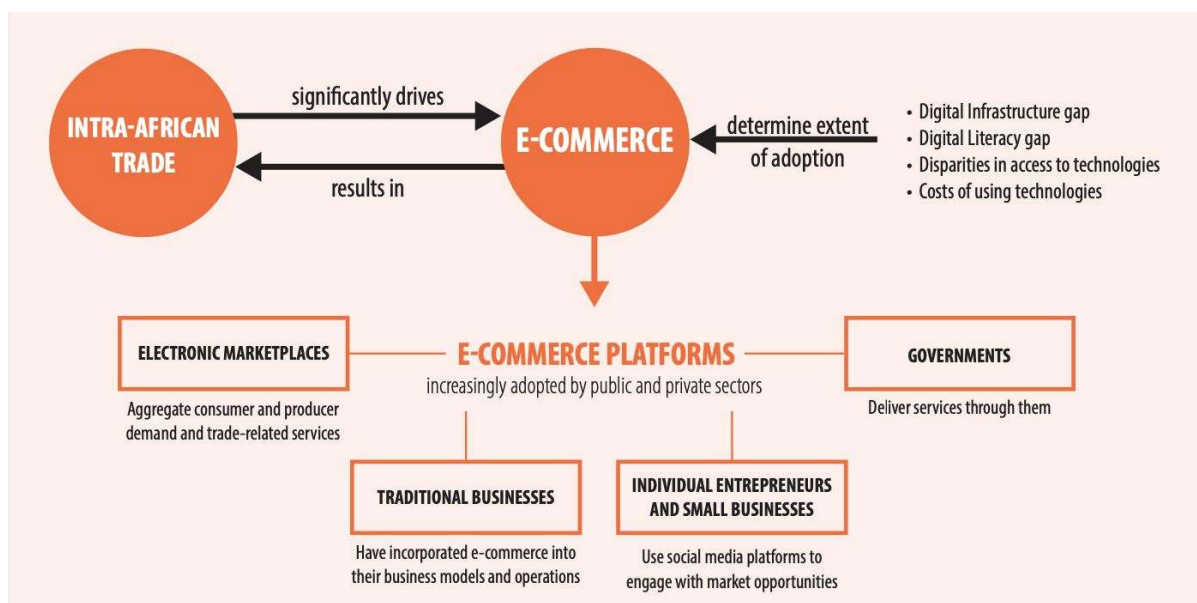 INTRA-AFRICAN
TRADE
significantly drives
results in
E-COMMERCE
determine extent
of adoption
• Digital Infrastructure gap
• Digital Literacy gap
• Disparities in access to technologies
• Costs of using technologies
E-COMMERCE PLATFORMS
increasingly adopted by public and private sectors
ELECTRONIC MARKETPLACES
Aggregate consumer and producer
demand and trade-related services
TRADITIONAL BUSINESSES
Have incorporated e-commerce into
their business models and operations
INDIVIDUAL ENTREPRENEURS
AND SMALL BUSINESSES
Use social media platforms to
engage with market opportunities
GOVERNMENTS
Deliver services through them